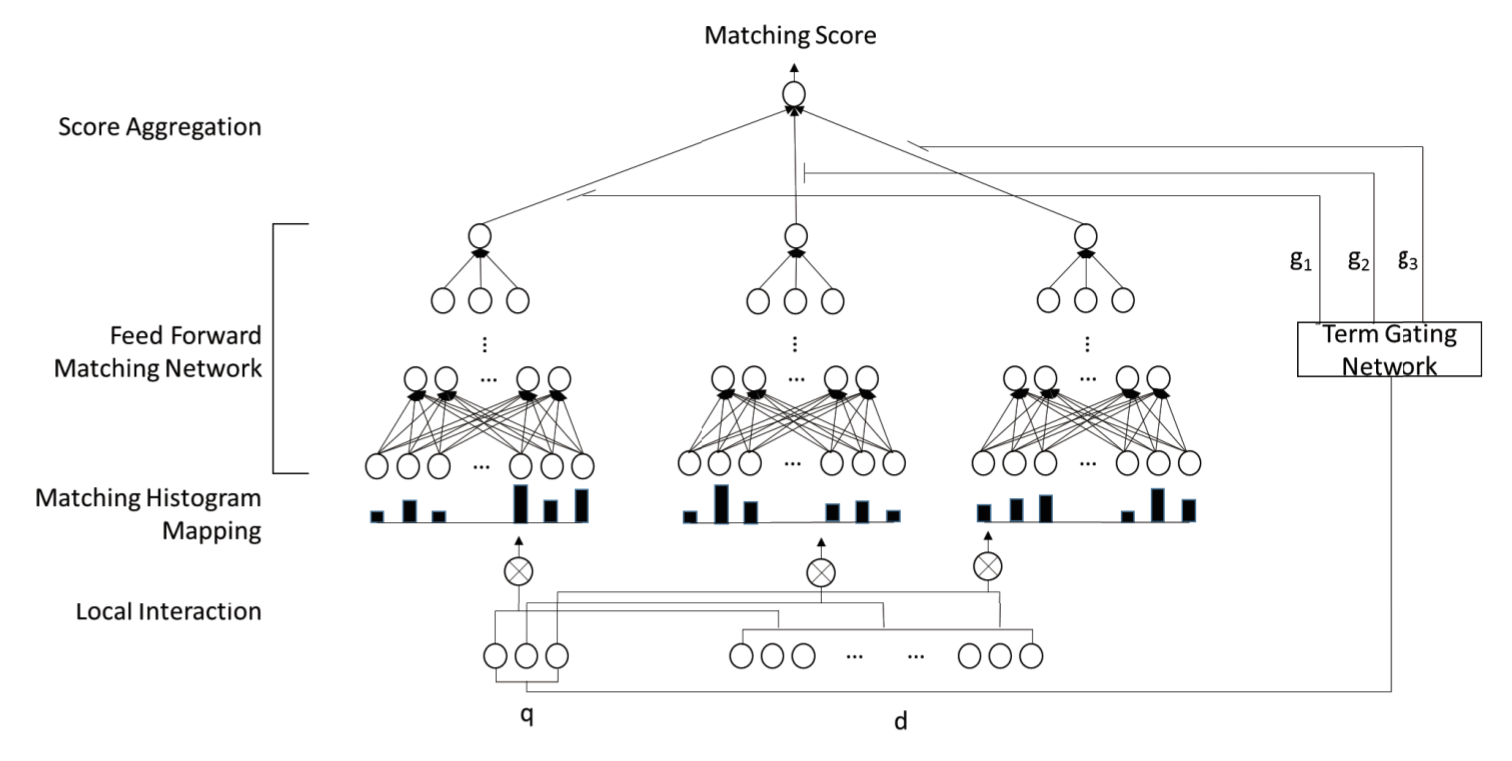 Matching Score
Score Aggregation
g1 g2 g3
Feed Forward
Matching Network
Term Gating
Network
Matching Histogram
Mapping
Local Interaction
q
d